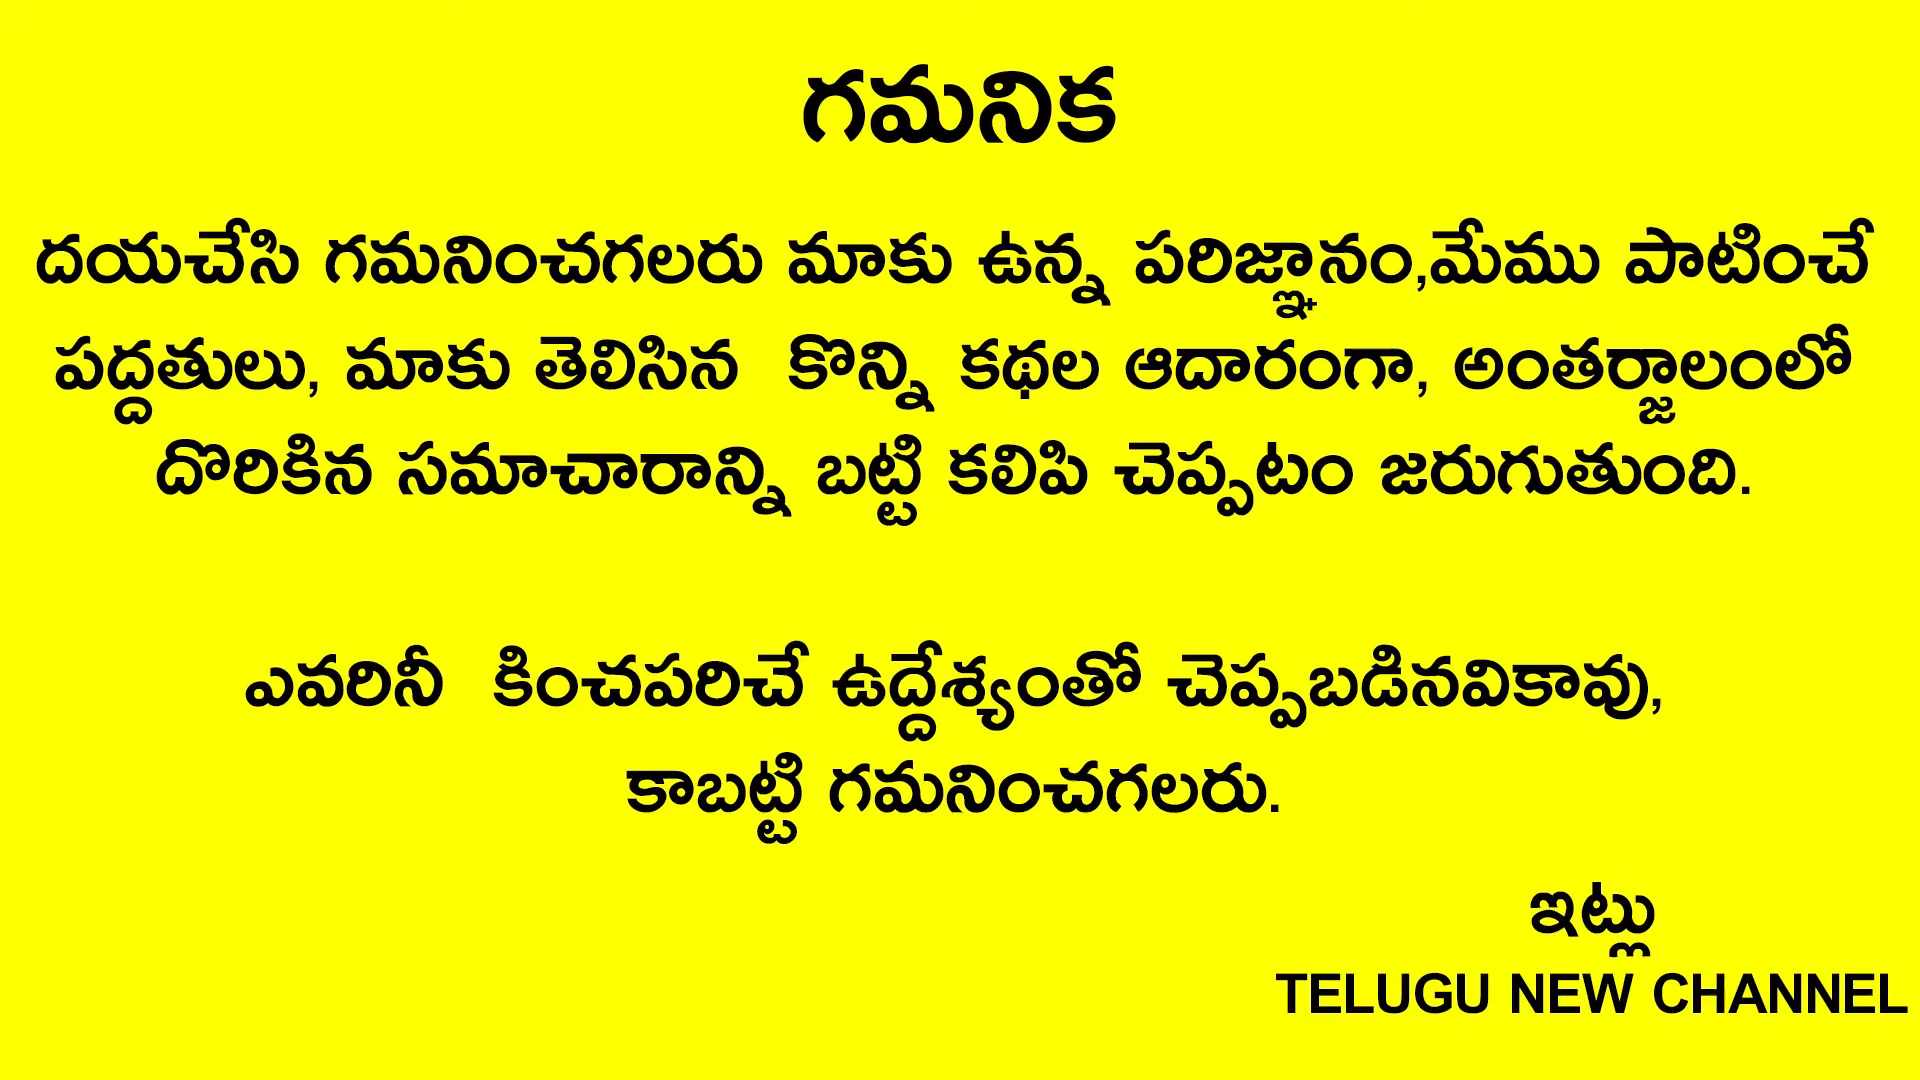 గమనిక
దయచేసి గమనించగలరు మాకు ఉన్న పరిజ్ఞానం,మేము పాటించే
పద్దతులు, మాకు తెలిసిన కొన్ని కథల ఆదారంగా, అంతర్జాలంలో
దొరికిన సమాచారాన్ని బట్టి కలిపి చెప్పటం జరుగుతుంది.
ఎవరినీ కించపరిచే ఉద్దేశ్యంతో చెప్పబడినవికావు,
కాబట్టి గమనించగలరు.
ఇట్లు
TELUGU NEW CHANNEL